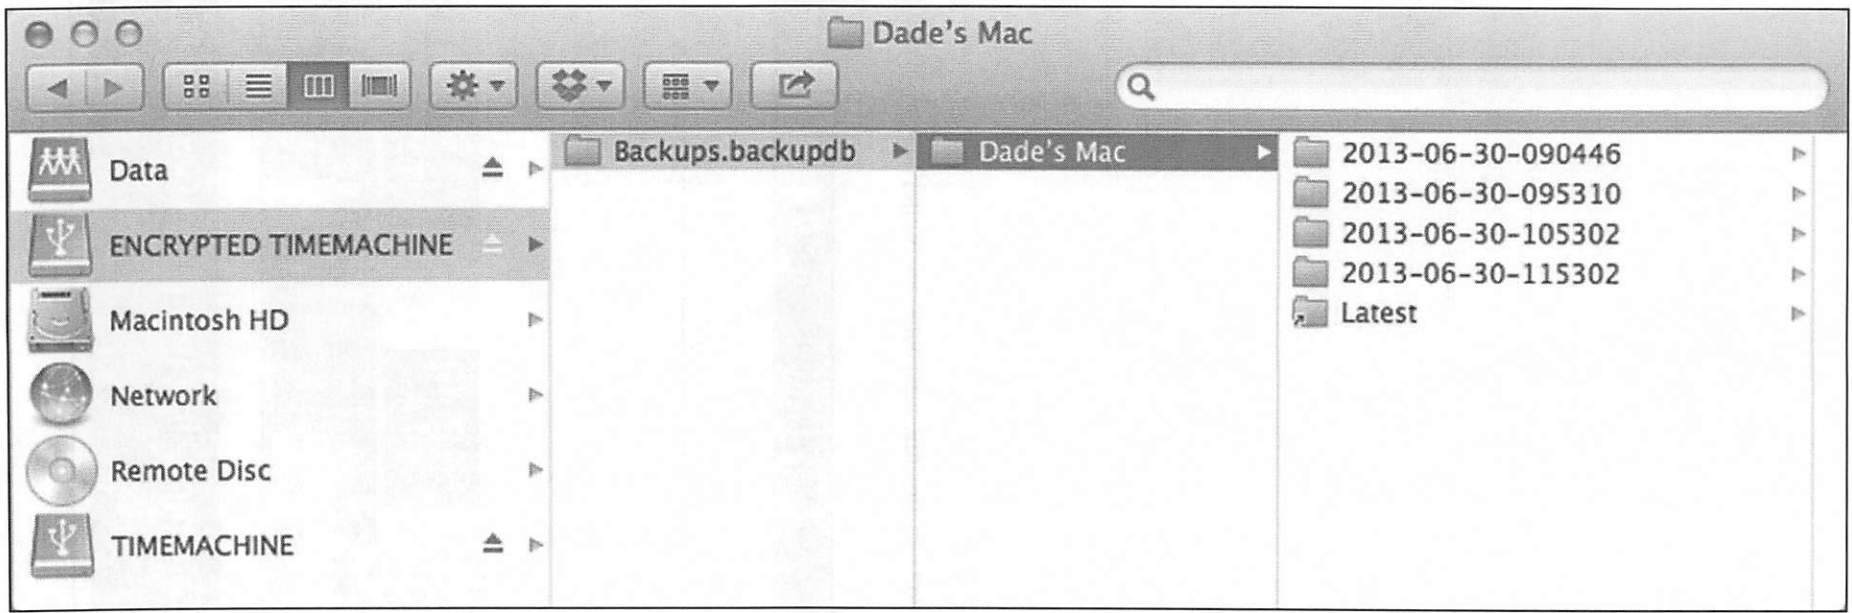 Dade's Mac
Data
ENCRYPTED TIMEMACHINE
Macintosh HD
Network
Remote Disc
TIMEMACHINE
Backups.backupdb
Dade's Mac
2013-06-30-090446
2013-06-30-095310
2013-06-30-105302
2013-06-30-115302
Latest